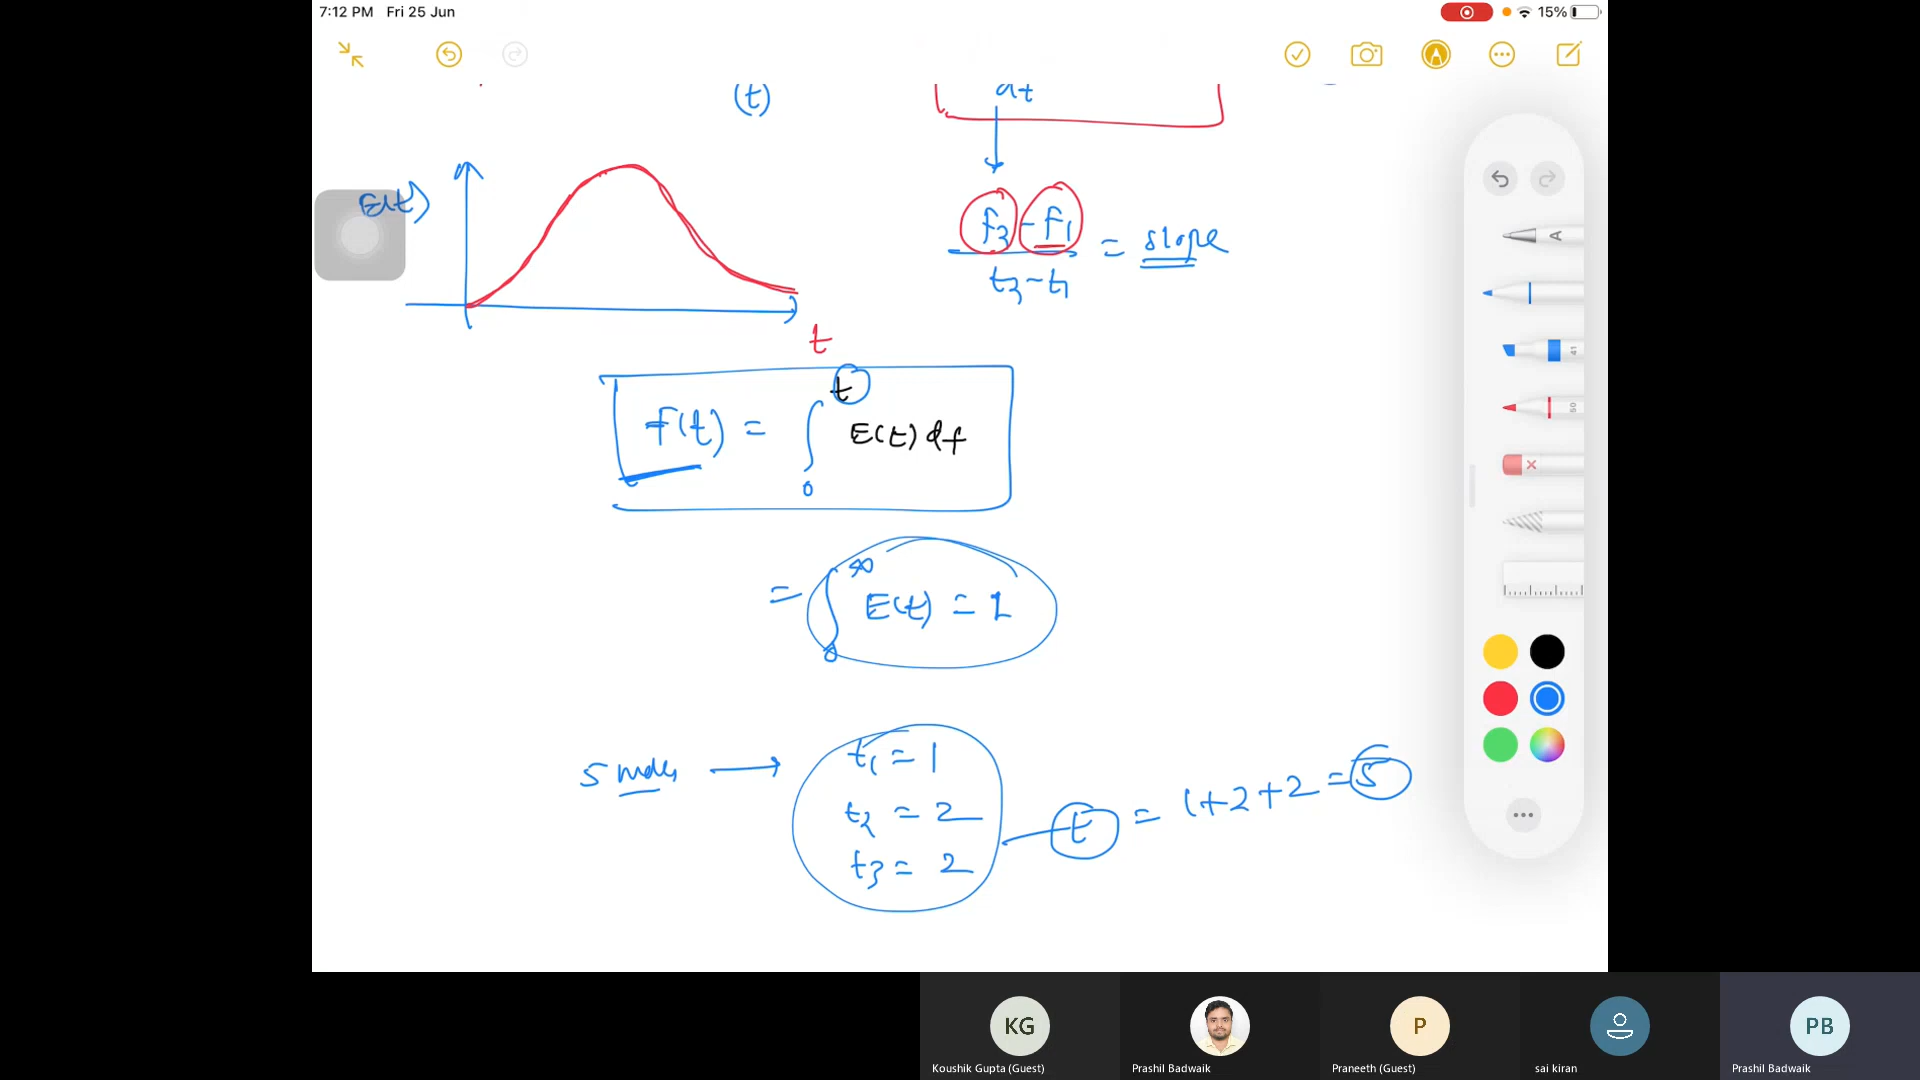 7:12 PM Fri 25 Jun 15%
(t)
dt
E(t)
F3 - F1
t3 - t1
= slope
t
F(t) = ∫ 0 t E(t) dt
= ∫ 0 ∞ E(t) = 1
5 moles → t1 = 1
t2 = 2
t3 = 2
t = 1+2+2 = 5
A
41
50
KG
P
PB
Koushik Gupta (Guest)
Prashil Badwaik
Praneeth (Guest)
sai kiran
Prashil Badwaik